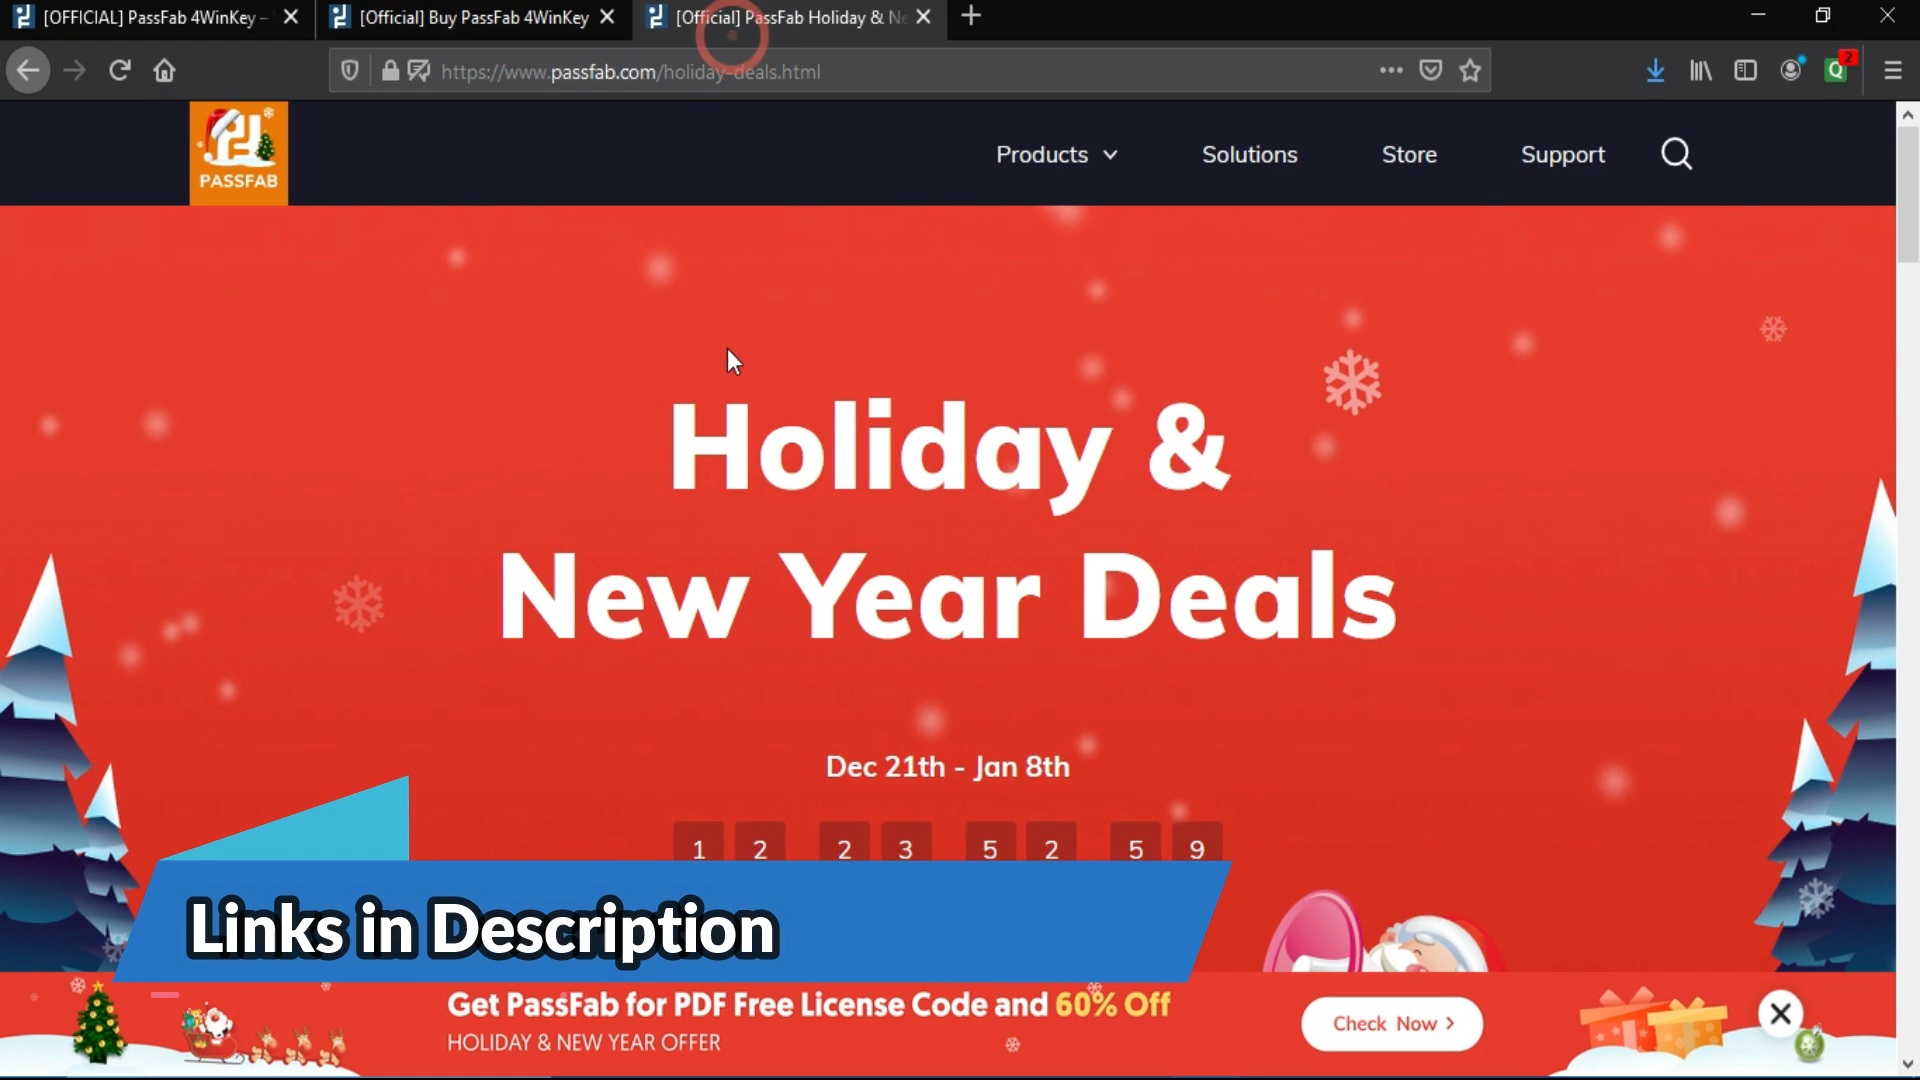 [OFFICIAL] PassFab 4WinKey –
[Official] Buy PassFab 4WinKey
[Official] PassFab Holiday & Ne
https://www.passfab.com/holiday-deals.html
Q
2
PASSFAB
Products
Solutions
Store
Support
Holiday &
New Year Deals
Dec 21th - Jan 8th
1 2 2 3 5 2 5 9
Links in Description
Get PassFab for PDF Free License Code and 60% Off
HOLIDAY & NEW YEAR OFFER
Check Now >